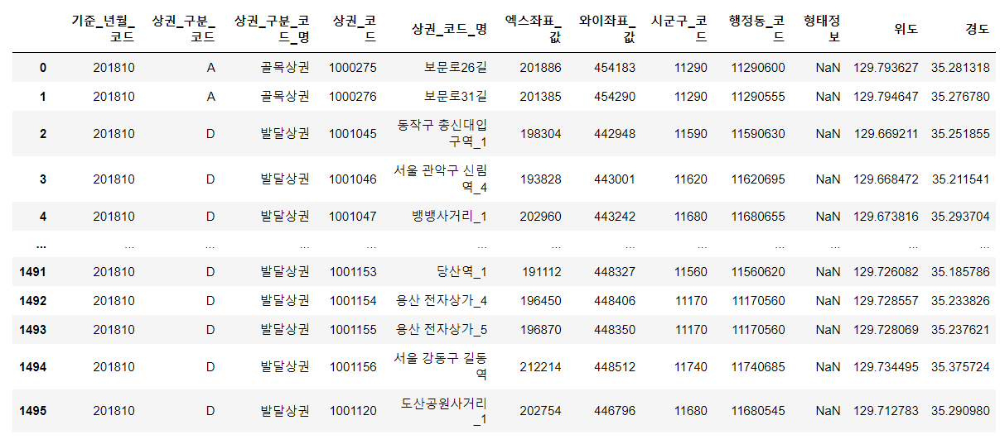 기준_년월_코드 상권_구분_코드 상권_구분_코드_명 상권_코드 상권_코드_명 엑스좌표_값 와이좌표_값 시군구_코드 행정동_코드 형태정보 위도 경도
0 201810 A 골목상권 1000275 보문로26길 201886 454183 11290 11290600 NaN 129.793627 35.281318
1 201810 A 골목상권 1000276 보문로31길 201385 454290 11290 11290555 NaN 129.794647 35.276780
2 201810 D 발달상권 1001045 동작구 총신대입구역_1 198304 442948 11590 11590630 NaN 129.669211 35.251855
3 201810 D 발달상권 1001046 서울 관악구 신림역_4 193828 443001 11620 11620695 NaN 129.668472 35.211541
4 201810 D 발달상권 1001047 뱅뱅사거리_1 202960 443242 11680 11680655 NaN 129.673816 35.293704
... ... ... ... ... ... ... ... ... ... ... ... ...
1491 201810 D 발달상권 1001153 당산역_1 191112 448327 11560 11560620 NaN 129.726082 35.185786
1492 201810 D 발달상권 1001154 용산 전자상가_4 196450 448406 11170 11170560 NaN 129.728557 35.233826
1493 201810 D 발달상권 1001155 용산 전자상가_5 196870 448350 11170 11170560 NaN 129.728069 35.237621
1494 201810 D 발달상권 1001156 서울 강동구 길동역 212214 448512 11740 11740685 NaN 129.734495 35.375724
1495 201810 D 발달상권 1001120 도산공원사거리_1 202754 446796 11680 11680545 NaN 129.712783 35.290980